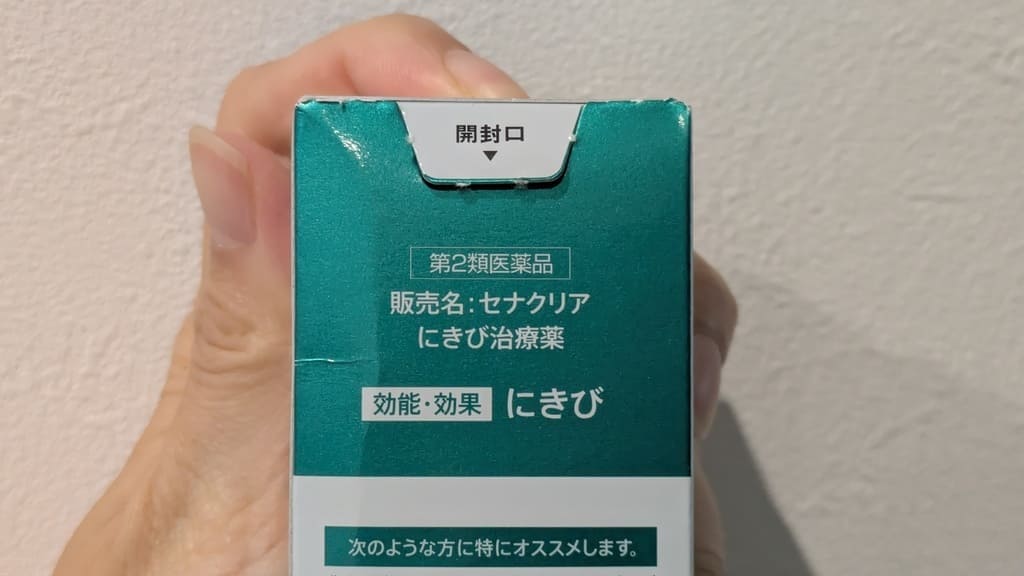 開封口
▼
第2類医薬品
販売名:セナクリア
にきび治療薬
効能・効果 にきび
次のような方に特にオススメします。